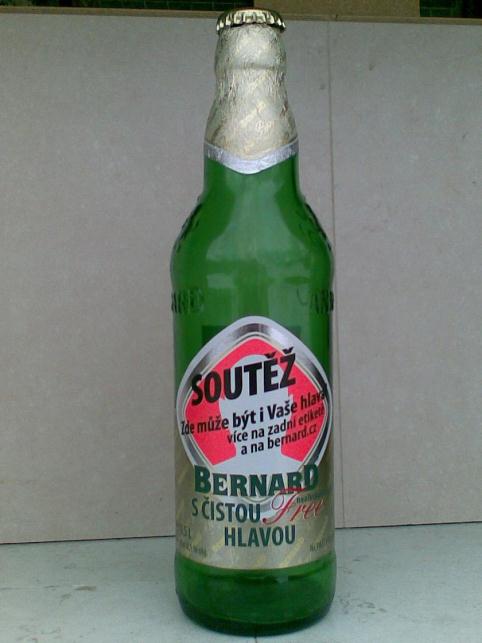 SOUTĚŽ
Zde může být i Vaše hlava
více na zadní etiketě
a na bernard.cz
BERNARD
S ČISTOU Free
HLAVOU